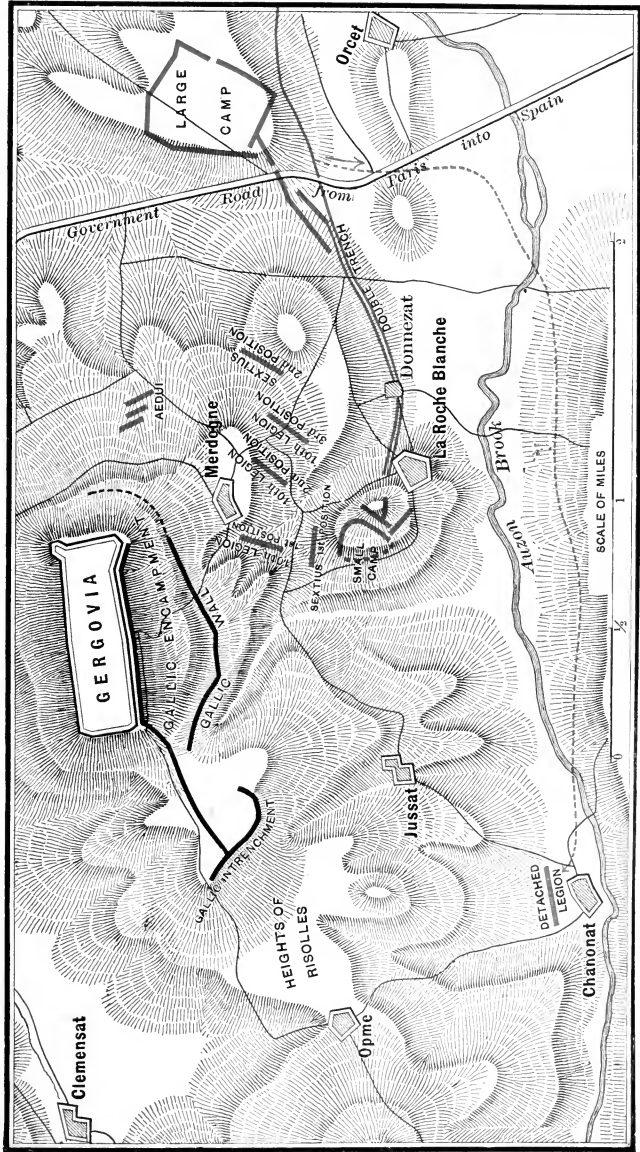 Clemensat
GERGOVIA
Government Road from Paris into Spain
LARGE
CAMP
GALLIC ENCAMPMENT
AEDUI
GALLIC WALL
GALLIC INTRENCHMENT
Merdogne
SEXTIUS
2nd POSITION
10th LEGION
3rd POSITION
10th LEGION
2nd POSITION
10th LEGION
1st POSITION
HEIGHTS OF
RISOLLES
SEXTIUS 1st POSITION
SMALL
CAMP
DOUBLE TRENCH
Orcet
Opme
Jussat
Donnezat
La Roche Blanche
Auzon Brook
DETACHED
LEGION
Chanonat
0 ½ 1 2
SCALE OF MILES